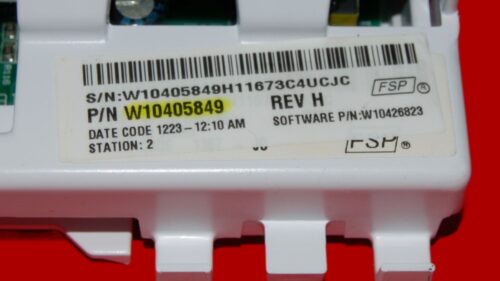 S/N:W10405849H11673C4UCJC
FSP ®
P/N W10405849 REV H
DATE CODE 1223-12:10 AM SOFTWARE P/N:W10426823
STATION: 2
FSP ®